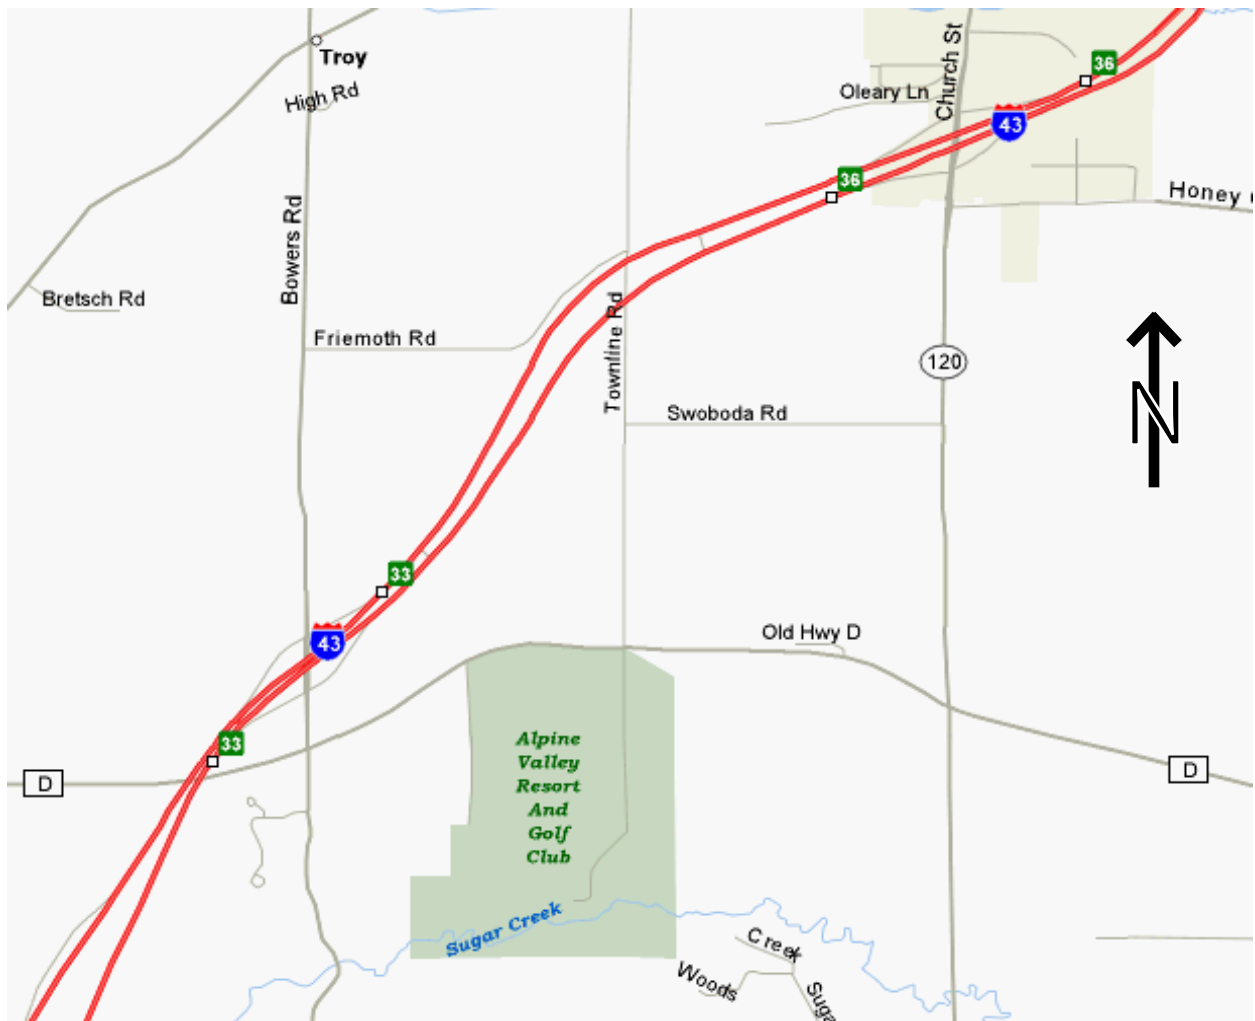 Troy
High Rd
Church St
36
Oleary Ln
43
36
Honey
Bowers Rd
Bretsch Rd
Friemoth Rd
Townline Rd
120
N
Swoboda Rd
33
43
Old Hwy D
33
D
D
Alpine
Valley
Resort
And
Golf
Club
Sugar Creek
Creek
Woods